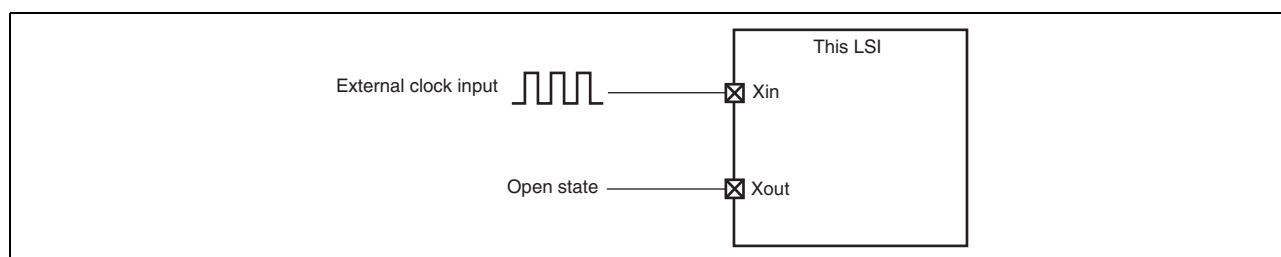 This LSI
External clock input
Xin
Open state
Xout